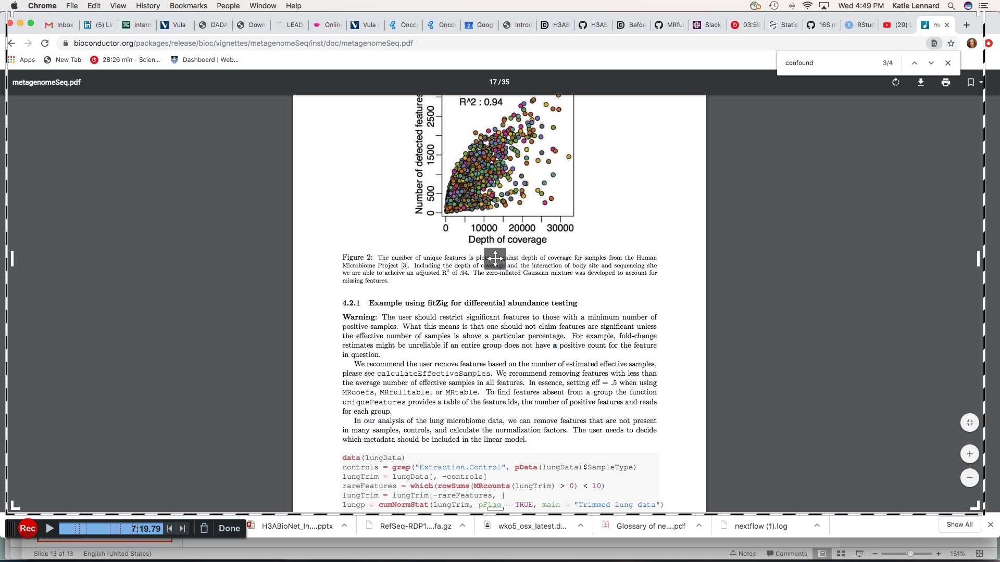 Chrome File Edit View History Bookmarks People Window Help Wed 4:49 PM Katie Lennard
Inbox (5) Lin Intern Vula DADA Down LEAD Online Vula : Onco Onco Googl Introd H3AB H3AB Before MRful Slack 03:59 Statis 16S m RStud (29) L me
bioconductor.org/packages/release/bioc/vignettes/metagenomeSeq/inst/doc/metagenomeSeq.pdf
Apps New Tab 28:26 min - Scien... Dashboard | Web...
confound 3/4
metagenomeSeq.pdf 17 / 35
R^2 : 0.94
Number of detected features
0 500 1500 2500
0 10000 20000 30000
Depth of coverage
Figure 2: The number of unique features is plot ainst depth of coverage for samples from the Human
Microbiome Project [3]. Including the depth of coverage and the interaction of body site and sequencing site
we are able to acheive an adjusted R2 of .94. The zero-inflated Gaussian mixture was developed to account for
missing features.
4.2.1 Example using fitZig for differential abundance testing
Warning: The user should restrict significant features to those with a minimum number of
positive samples. What this means is that one should not claim features are significant unless
the effective number of samples is above a particular percentage. For example, fold-change
estimates might be unreliable if an entire group does not have a positive count for the feature
in question.
We recommend the user remove features based on the number of estimated effective samples,
please see calculateEffectiveSamples. We recommend removing features with less than
the average number of effective samples in all features. In essence, setting eff = .5 when using
MRcoefs, MRfulltable, or MRtable. To find features absent from a group the function
uniqueFeatures provides a table of the feature ids, the number of positive features and reads
for each group.
In our analysis of the lung microbiome data, we can remove features that are not present
in many samples, controls, and calculate the normalization factors. The user needs to decide
which metadata should be included in the linear model.
data(lungData)
controls = grep("Extraction.Control", pData(lungData)$SampleType)
lungTrim = lungData[, -controls]
rareFeatures = which(rowSums(MRcounts(lungTrim) > 0) < 10)
lungTrim = lungTrim[-rareFeatures, ]
lungp = cumNormStat(lungTrim, pFlag = TRUE, main = "Trimmed lung data")
Rec 7:19.79 Done H3ABioNet_In....pptx RefSeq-RDP1....fa.gz wko5_osx_latest.d... Glossary of ne....pdf nextflow (1).log Show All
Slide 13 of 13 English (United States) Notes Comments 151%